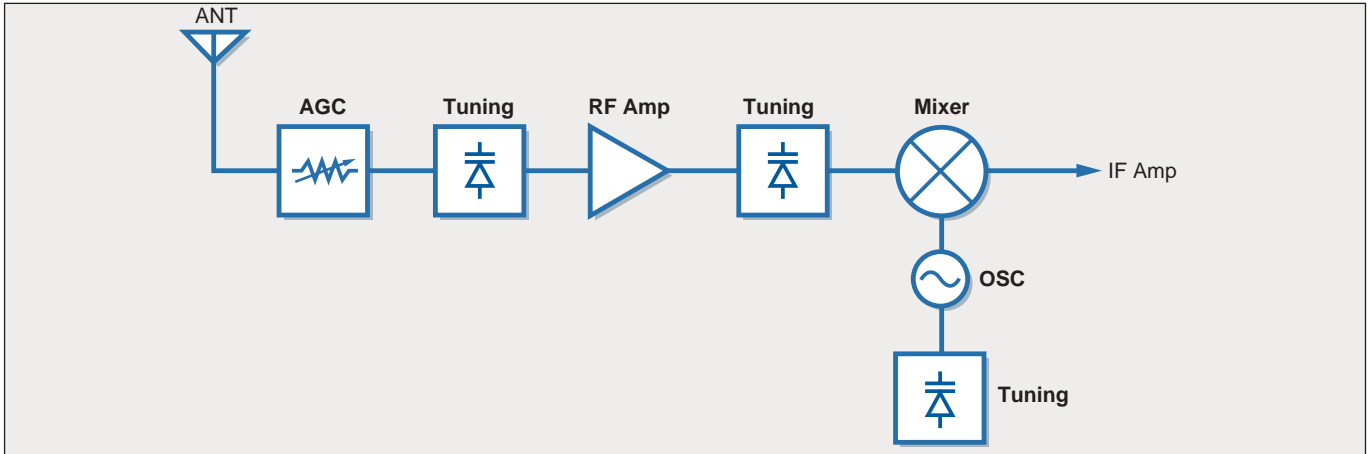 ANT
AGC
Tuning
RF Amp
Tuning
Mixer
IF Amp
OSC
Tuning